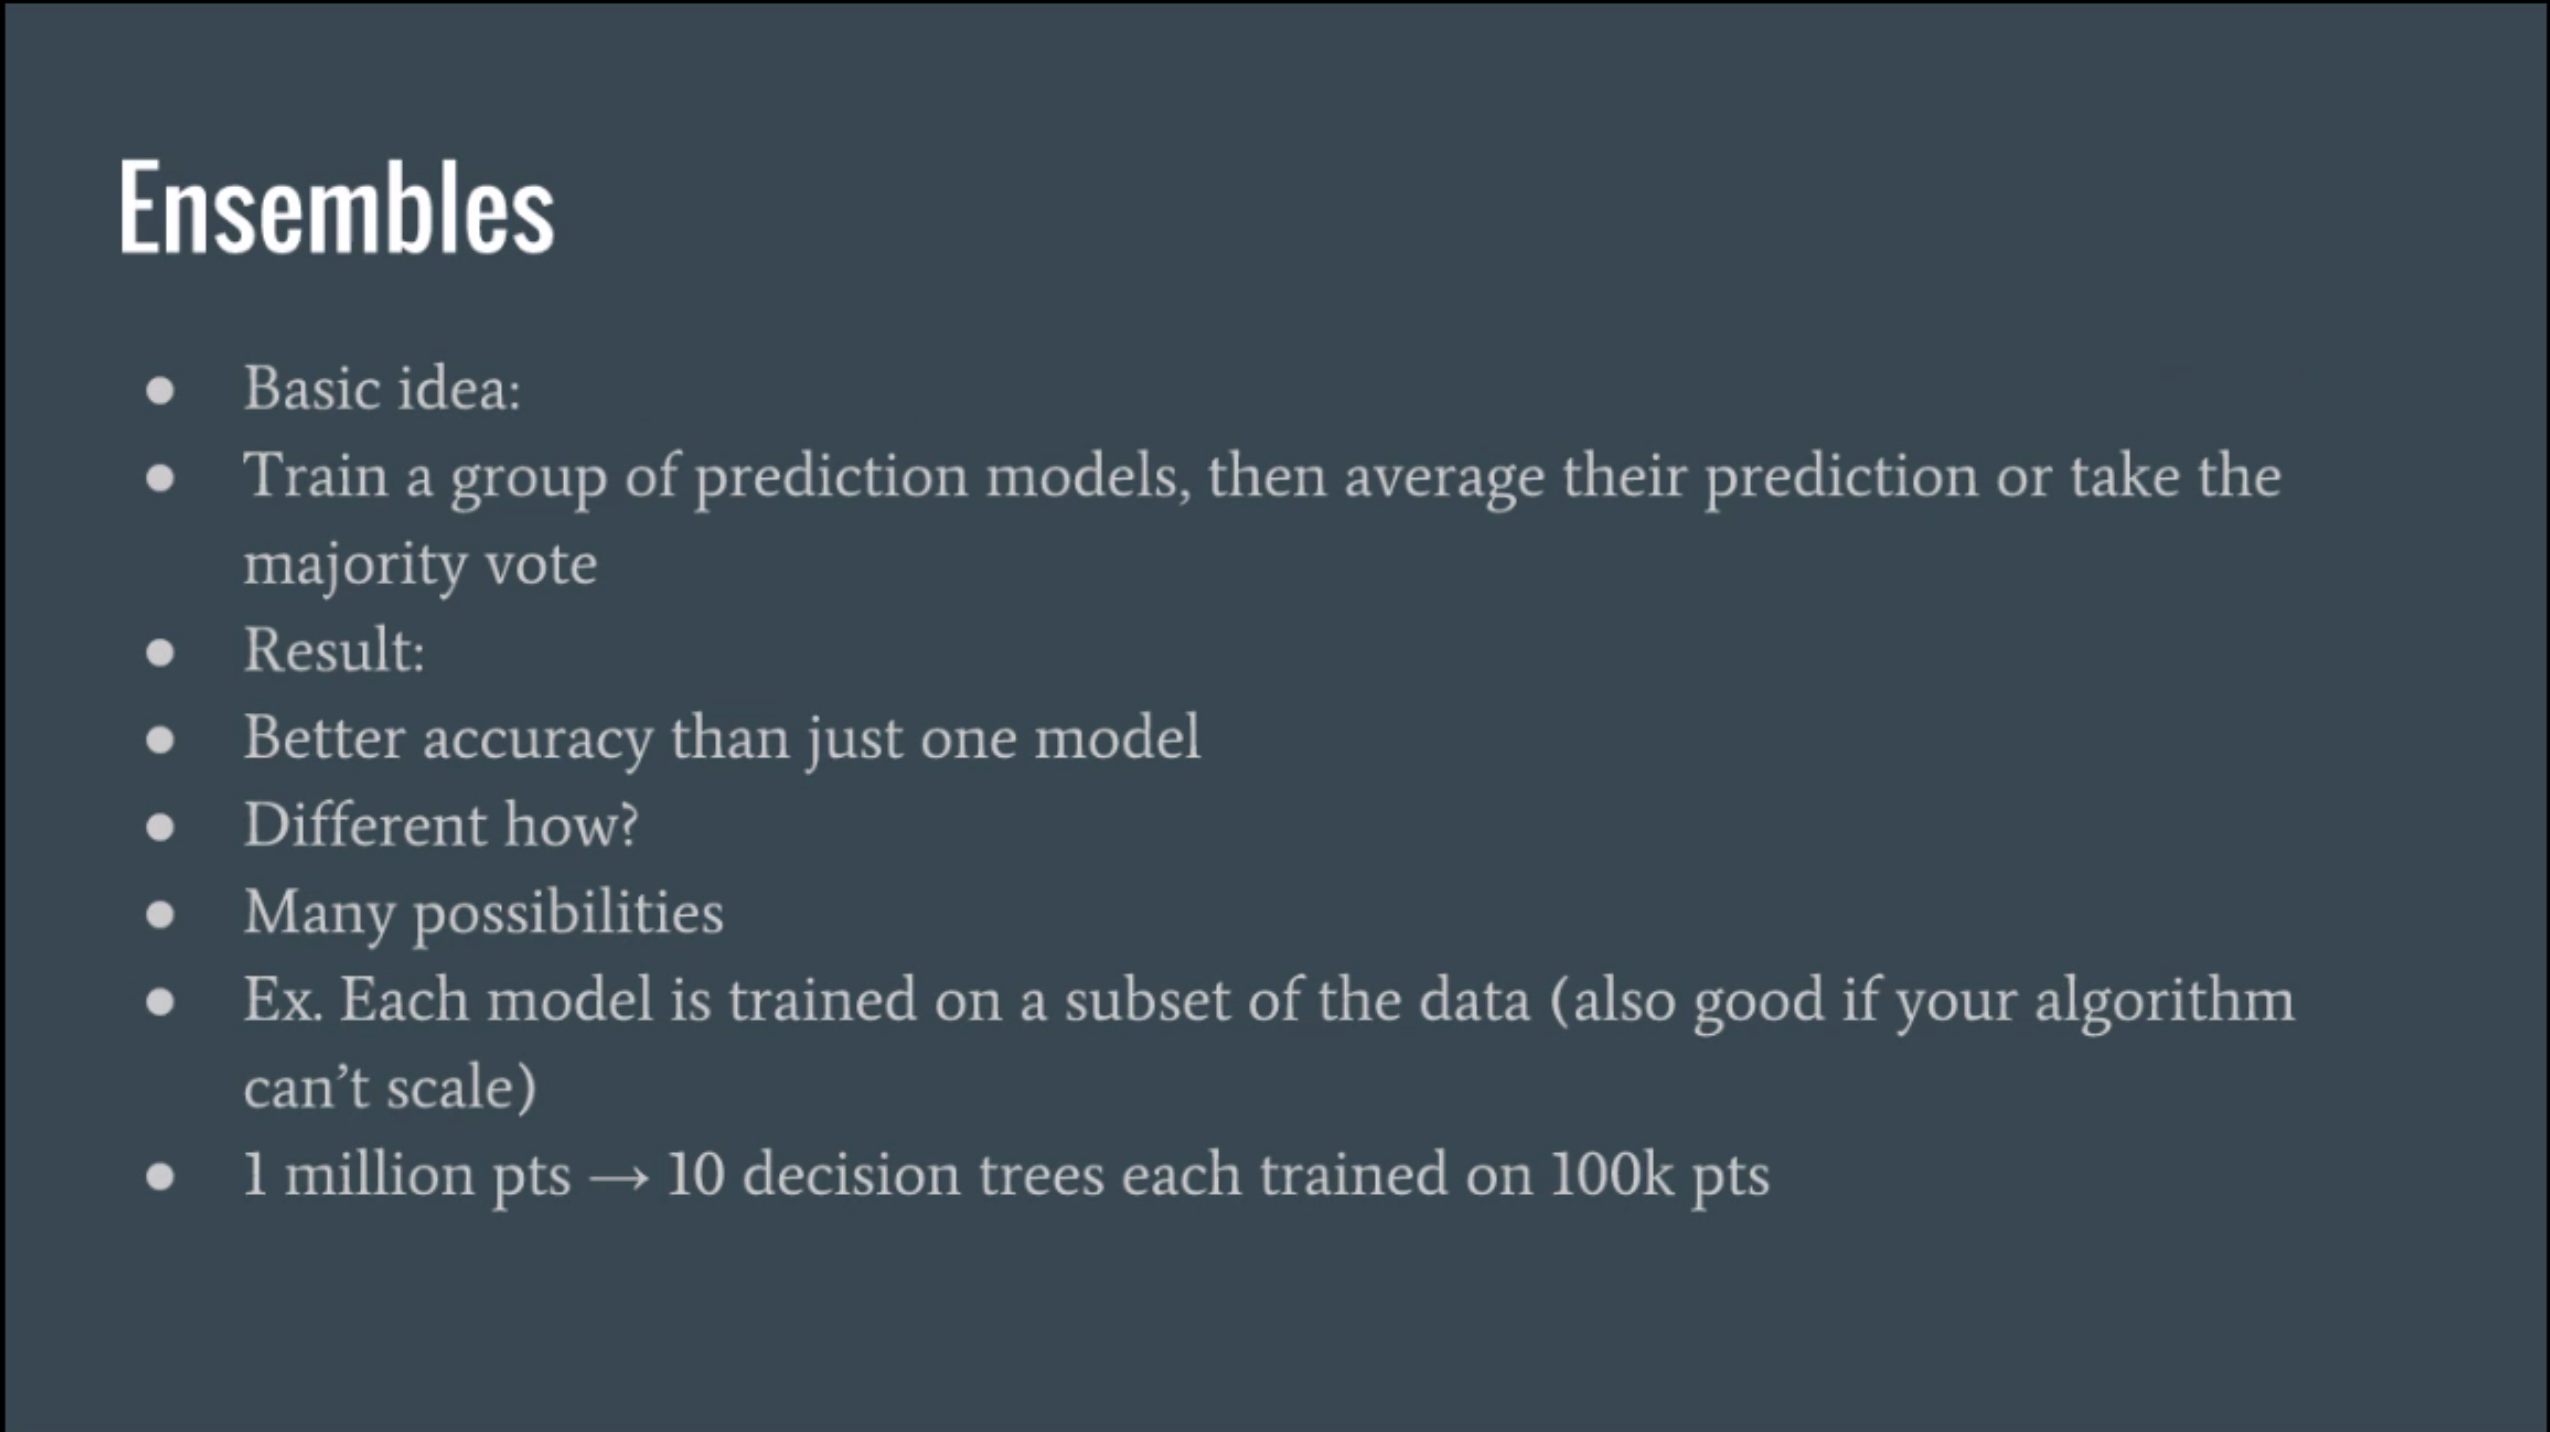 Ensembles
● Basic idea:
● Train a group of prediction models, then average their prediction or take the
majority vote
● Result:
● Better accuracy than just one model
● Different how?
● Many possibilities
● Ex. Each model is trained on a subset of the data (also good if your algorithm
can’t scale)
● 1 million pts → 10 decision trees each trained on 100k pts